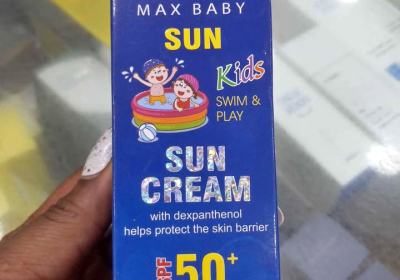 MAX BABY
SUN
Kids
SWIM &
PLAY
SUN
CREAM
with dexpanthenol
helps protect the skin barrier
SPF 50+